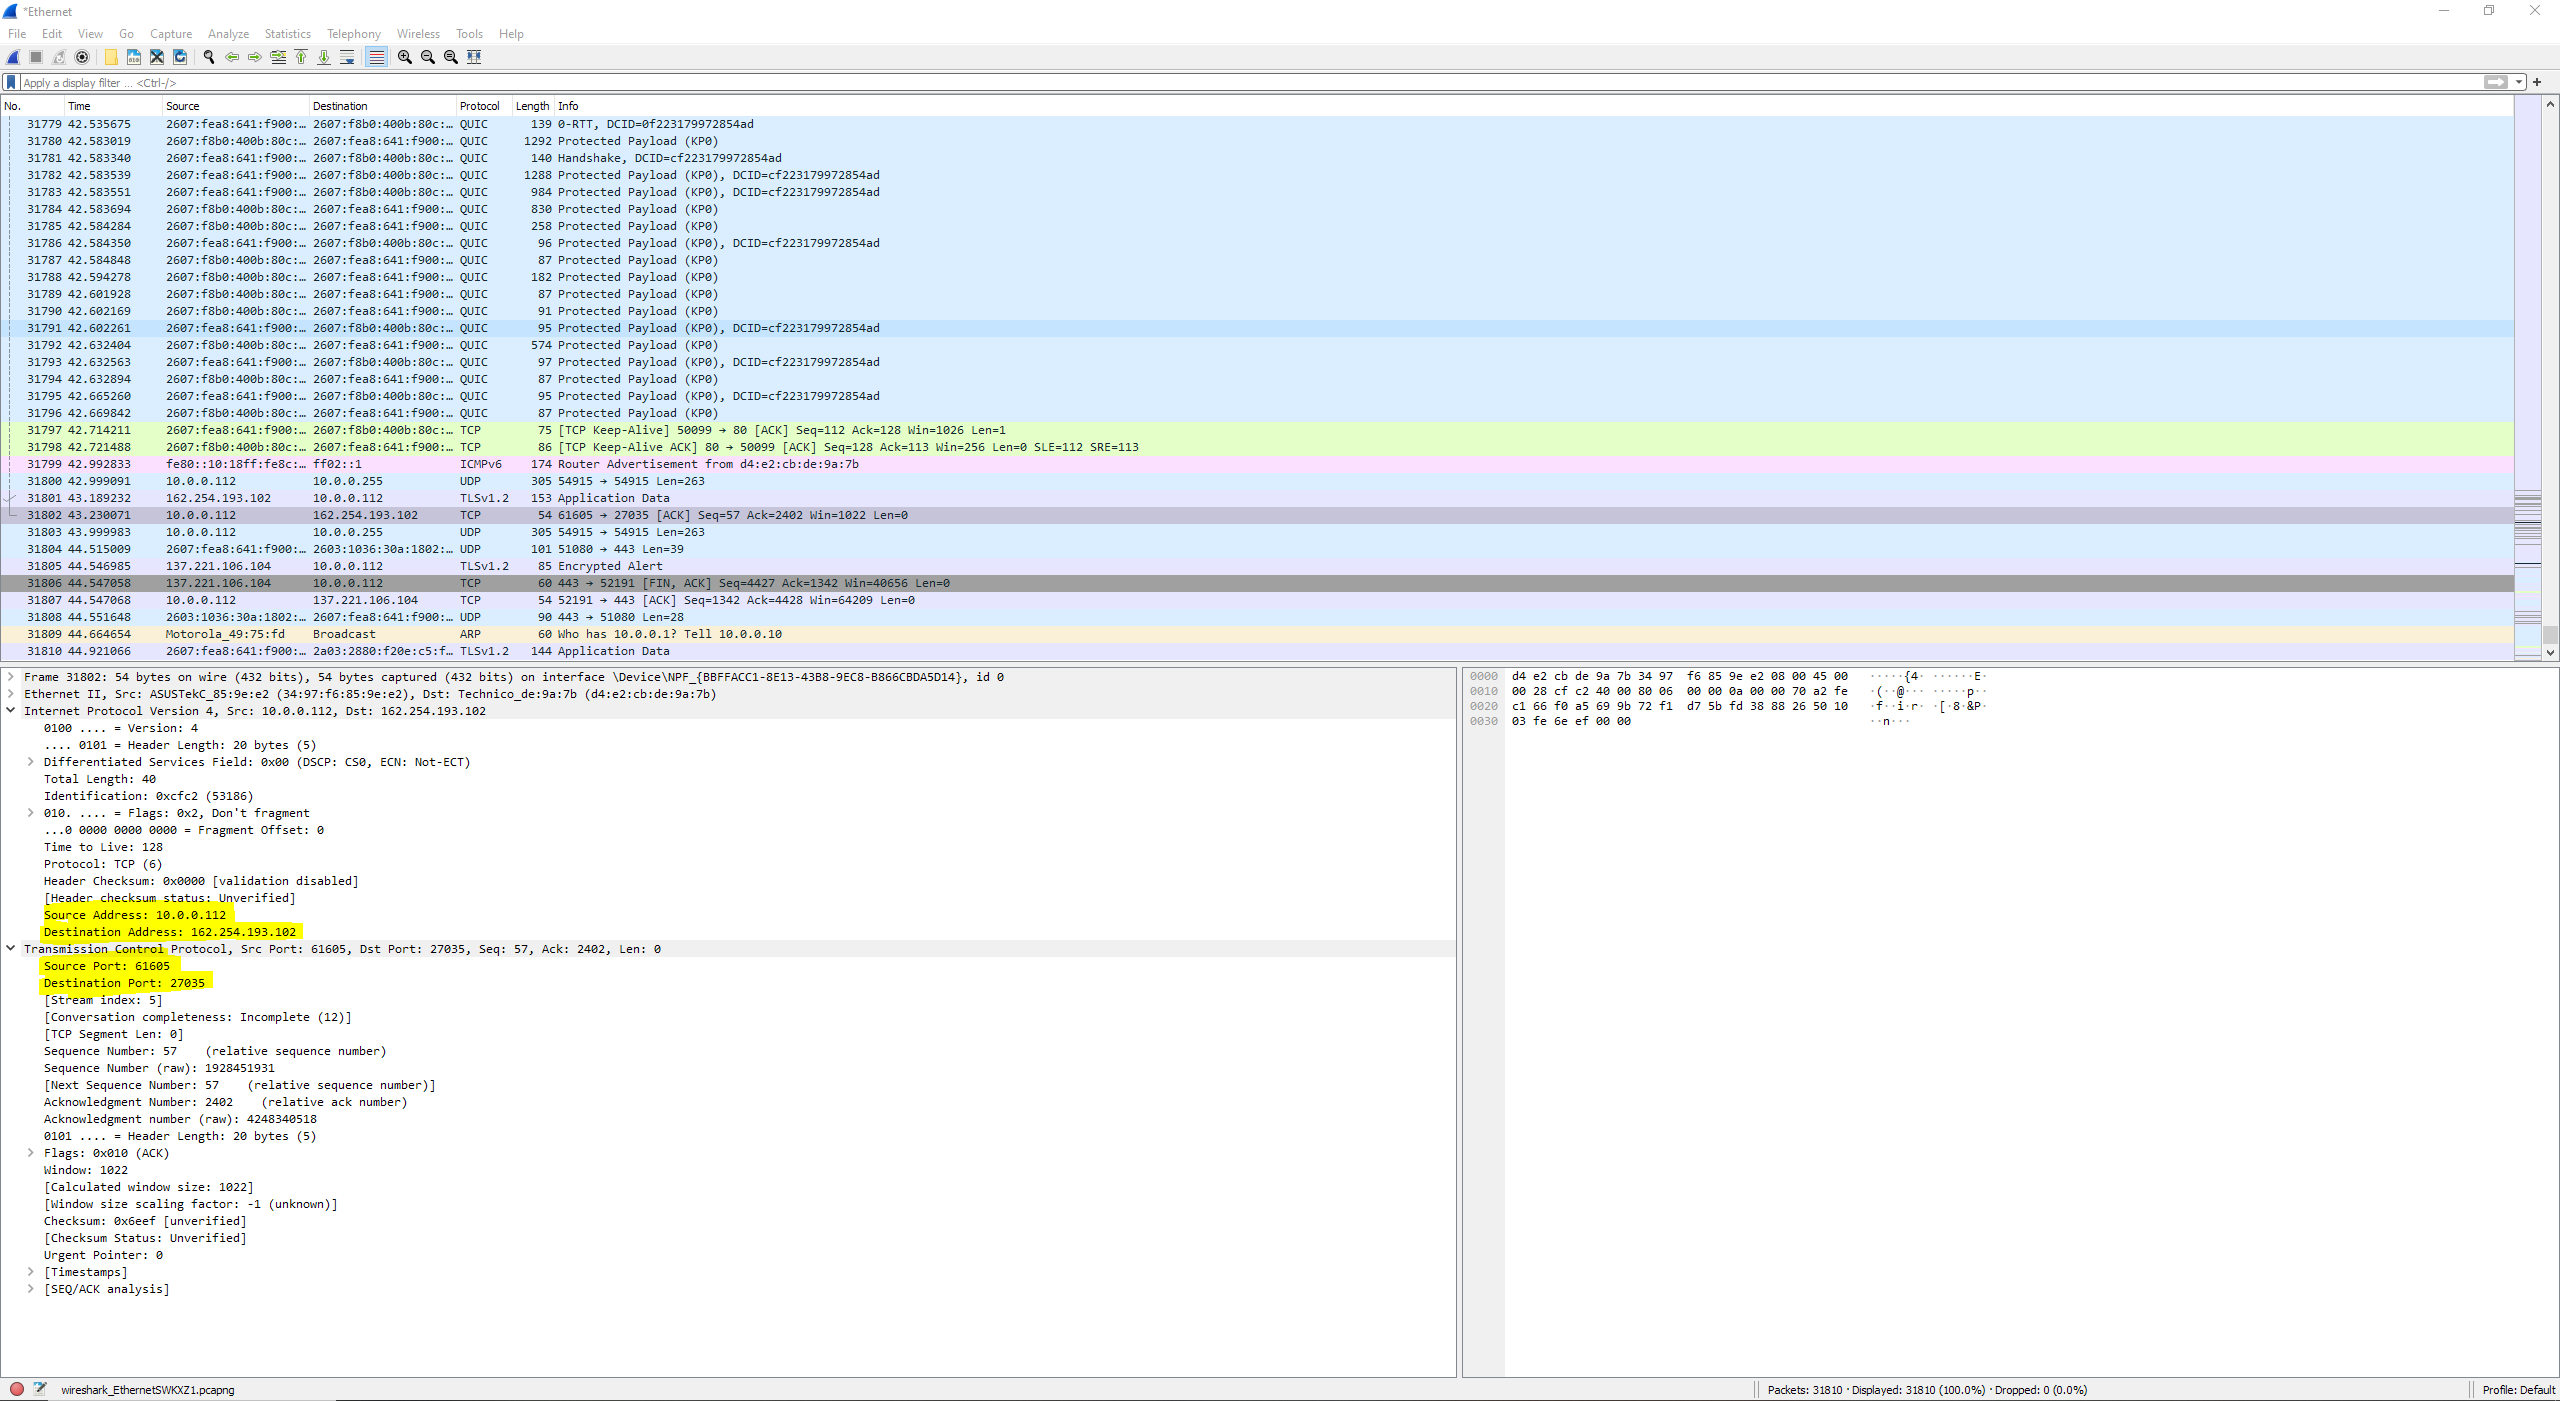 *Ethernet
File Edit View Go Capture Analyze Statistics Telephony Wireless Tools Help
Apply a display filter ... <Ctrl-/>
No. Time Source Destination Protocol Length Info
31779 42.535675 2607:fea8:641:f900:… 2607:f8b0:400b:80c:… QUIC 139 0-RTT, DCID=0f223179972854ad
31780 42.583019 2607:f8b0:400b:80c:… 2607:fea8:641:f900:… QUIC 1292 Protected Payload (KP0)
31781 42.583340 2607:fea8:641:f900:… 2607:f8b0:400b:80c:… QUIC 140 Handshake, DCID=cf223179972854ad
31782 42.583539 2607:fea8:641:f900:… 2607:f8b0:400b:80c:… QUIC 1288 Protected Payload (KP0), DCID=cf223179972854ad
31783 42.583551 2607:fea8:641:f900:… 2607:f8b0:400b:80c:… QUIC 984 Protected Payload (KP0), DCID=cf223179972854ad
31784 42.583694 2607:f8b0:400b:80c:… 2607:fea8:641:f900:… QUIC 830 Protected Payload (KP0)
31785 42.584284 2607:f8b0:400b:80c:… 2607:fea8:641:f900:… QUIC 258 Protected Payload (KP0)
31786 42.584350 2607:fea8:641:f900:… 2607:f8b0:400b:80c:… QUIC 96 Protected Payload (KP0), DCID=cf223179972854ad
31787 42.584848 2607:f8b0:400b:80c:… 2607:fea8:641:f900:… QUIC 87 Protected Payload (KP0)
31788 42.594278 2607:f8b0:400b:80c:… 2607:fea8:641:f900:… QUIC 182 Protected Payload (KP0)
31789 42.601928 2607:f8b0:400b:80c:… 2607:fea8:641:f900:… QUIC 87 Protected Payload (KP0)
31790 42.602169 2607:f8b0:400b:80c:… 2607:fea8:641:f900:… QUIC 91 Protected Payload (KP0)
31791 42.602261 2607:fea8:641:f900:… 2607:f8b0:400b:80c:… QUIC 95 Protected Payload (KP0), DCID=cf223179972854ad
31792 42.632404 2607:f8b0:400b:80c:… 2607:fea8:641:f900:… QUIC 574 Protected Payload (KP0)
31793 42.632563 2607:fea8:641:f900:… 2607:f8b0:400b:80c:… QUIC 97 Protected Payload (KP0), DCID=cf223179972854ad
31794 42.632894 2607:f8b0:400b:80c:… 2607:fea8:641:f900:… QUIC 87 Protected Payload (KP0)
31795 42.665260 2607:fea8:641:f900:… 2607:f8b0:400b:80c:… QUIC 95 Protected Payload (KP0), DCID=cf223179972854ad
31796 42.669842 2607:f8b0:400b:80c:… 2607:fea8:641:f900:… QUIC 87 Protected Payload (KP0)
31797 42.714211 2607:fea8:641:f900:… 2607:f8b0:400b:80c:… TCP 75 [TCP Keep-Alive] 50099 → 80 [ACK] Seq=112 Ack=128 Win=1026 Len=1
31798 42.721488 2607:f8b0:400b:80c:… 2607:fea8:641:f900:… TCP 86 [TCP Keep-Alive ACK] 80 → 50099 [ACK] Seq=128 Ack=113 Win=256 Len=0 SLE=112 SRE=113
31799 42.992833 fe80::10:18ff:fe8c:… ff02::1 ICMPv6 174 Router Advertisement from d4:e2:cb:de:9a:7b
31800 42.999091 10.0.0.112 10.0.0.255 UDP 305 54915 → 54915 Len=263
31801 43.189232 162.254.193.102 10.0.0.112 TLSv1.2 153 Application Data
31802 43.230071 10.0.0.112 162.254.193.102 TCP 54 61605 → 27035 [ACK] Seq=57 Ack=2402 Win=1022 Len=0
31803 43.999983 10.0.0.112 10.0.0.255 UDP 305 54915 → 54915 Len=263
31804 44.515009 2607:fea8:641:f900:… 2603:1036:30a:1802:… UDP 101 51080 → 443 Len=39
31805 44.546985 137.221.106.104 10.0.0.112 TLSv1.2 85 Encrypted Alert
31806 44.547058 137.221.106.104 10.0.0.112 TCP 60 443 → 52191 [FIN, ACK] Seq=4427 Ack=1342 Win=40656 Len=0
31807 44.547068 10.0.0.112 137.221.106.104 TCP 54 52191 → 443 [ACK] Seq=1342 Ack=4428 Win=64209 Len=0
31808 44.551648 2603:1036:30a:1802:… 2607:fea8:641:f900:… UDP 90 443 → 51080 Len=28
31809 44.664654 Motorola_49:75:fd Broadcast ARP 60 Who has 10.0.0.1? Tell 10.0.0.10
31810 44.921066 2607:fea8:641:f900:… 2a03:2880:f20e:c5:f… TLSv1.2 144 Application Data
Frame 31802: 54 bytes on wire (432 bits), 54 bytes captured (432 bits) on interface \Device\NPF_{BBFFACC1-8E13-43B8-9EC8-B866CBDA5D14}, id 0
Ethernet II, Src: ASUSTekC_85:9e:e2 (34:97:f6:85:9e:e2), Dst: Technico_de:9a:7b (d4:e2:cb:de:9a:7b)
Internet Protocol Version 4, Src: 10.0.0.112, Dst: 162.254.193.102
0100 .... = Version: 4
.... 0101 = Header Length: 20 bytes (5)
Differentiated Services Field: 0x00 (DSCP: CS0, ECN: Not-ECT)
Total Length: 40
Identification: 0xcfc2 (53186)
010. .... = Flags: 0x2, Don't fragment
...0 0000 0000 0000 = Fragment Offset: 0
Time to Live: 128
Protocol: TCP (6)
Header Checksum: 0x0000 [validation disabled]
[Header checksum status: Unverified]
Source Address: 10.0.0.112
Destination Address: 162.254.193.102
Transmission Control Protocol, Src Port: 61605, Dst Port: 27035, Seq: 57, Ack: 2402, Len: 0
Source Port: 61605
Destination Port: 27035
[Stream index: 5]
[Conversation completeness: Incomplete (12)]
[TCP Segment Len: 0]
Sequence Number: 57 (relative sequence number)
Sequence Number (raw): 1928451931
[Next Sequence Number: 57 (relative sequence number)]
Acknowledgment Number: 2402 (relative ack number)
Acknowledgment number (raw): 4248340518
0101 .... = Header Length: 20 bytes (5)
Flags: 0x010 (ACK)
Window: 1022
[Calculated window size: 1022]
[Window size scaling factor: -1 (unknown)]
Checksum: 0x6eef [unverified]
[Checksum Status: Unverified]
Urgent Pointer: 0
[Timestamps]
[SEQ/ACK analysis]
0000 d4 e2 cb de 9a 7b 34 97 f6 85 9e e2 08 00 45 00 ·····{4· ······E·
0010 00 28 cf c2 40 00 80 06 00 00 0a 00 00 70 a2 fe ·(··@··· ·····p··
0020 c1 66 f0 a5 69 9b 72 f1 d7 5b fd 38 88 26 50 10 ·f··i·r· ·[·8·&P·
0030 03 fe 6e ef 00 00 ··n···
wireshark_EthernetSWKXZ1.pcapng
Packets: 31810 · Displayed: 31810 (100.0%) · Dropped: 0 (0.0%)
Profile: Default